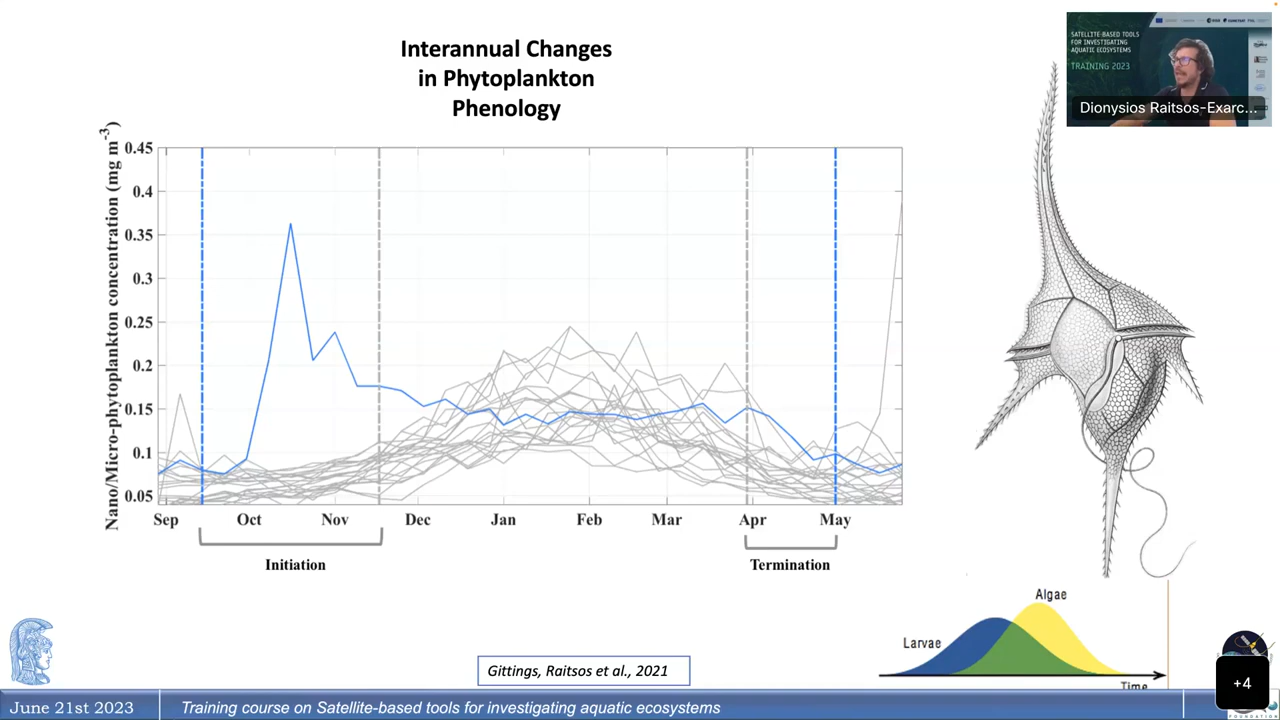 Interannual Changes
in Phytoplankton
Phenology
SATELLITE-BASED TOOLS
FOR INVESTIGATING
AQUATIC ECOSYSTEMS
TRAINING 2023
Dionysios Raitsos-Exarc...
Nano/Micro-phytoplankton concentration (mg m-3)
0.45
0.4
0.35
0.3
0.25
0.2
0.15
0.1
0.05
Sep Oct Nov Dec Jan Feb Mar Apr May
Initiation
Termination
Algae
Larvae
Time
Gittings, Raitsos et al., 2021
+4
June 21st 2023
Training course on Satellite-based tools for investigating aquatic ecosystems
FOUNDATION